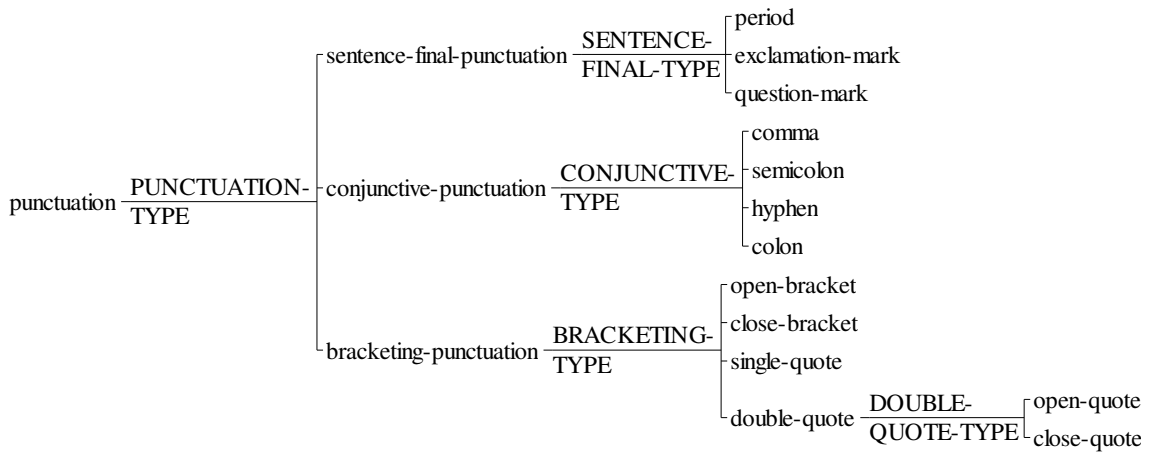 period
sentence-final-punctuation SENTENCE-
FINAL-TYPE exclamation-mark
question-mark
comma
semicolon
punctuation PUNCTUATION-
TYPE
conjunctive-punctuation CONJUNCTIVE-
TYPE
hyphen
colon
open-bracket
close-bracket
bracketing-punctuation BRACKETING-
TYPE
single-quote
double-quote DOUBLE-
QUOTE-TYPE
open-quote
close-quote